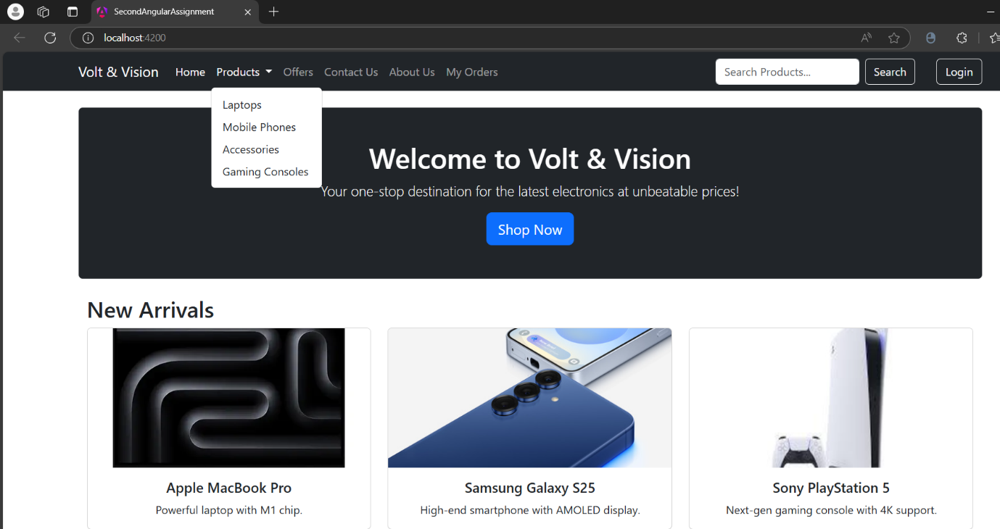 SecondAngularAssignment
localhost:4200
Volt & Vision Home Products Offers Contact Us About Us My Orders Search Products... Search Login
Laptops
Mobile Phones
Accessories
Gaming Consoles
Welcome to Volt & Vision
Your one-stop destination for the latest electronics at unbeatable prices!
Shop Now
New Arrivals
Apple MacBook Pro
Powerful laptop with M1 chip.
Samsung Galaxy S25
High-end smartphone with AMOLED display.
Sony PlayStation 5
Next-gen gaming console with 4K support.